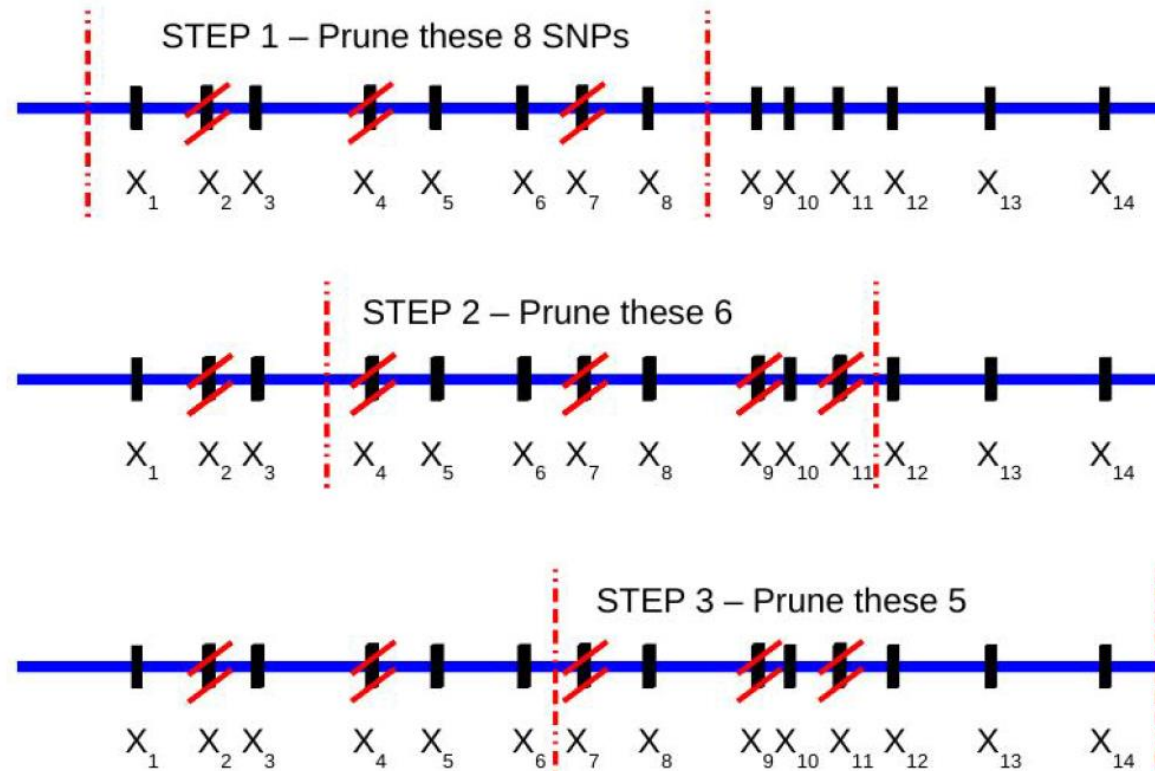 STEP 1 – Prune these 8 SNPs
X1 X2 X3 X4 X5 X6 X7 X8 X9 X10 X11 X12 X13 X14
STEP 2 – Prune these 6
X1 X2 X3 X4 X5 X6 X7 X8 X9 X10 X11 X12 X13 X14
STEP 3 – Prune these 5
X1 X2 X3 X4 X5 X6 X7 X8 X9 X10 X11 X12 X13 X14